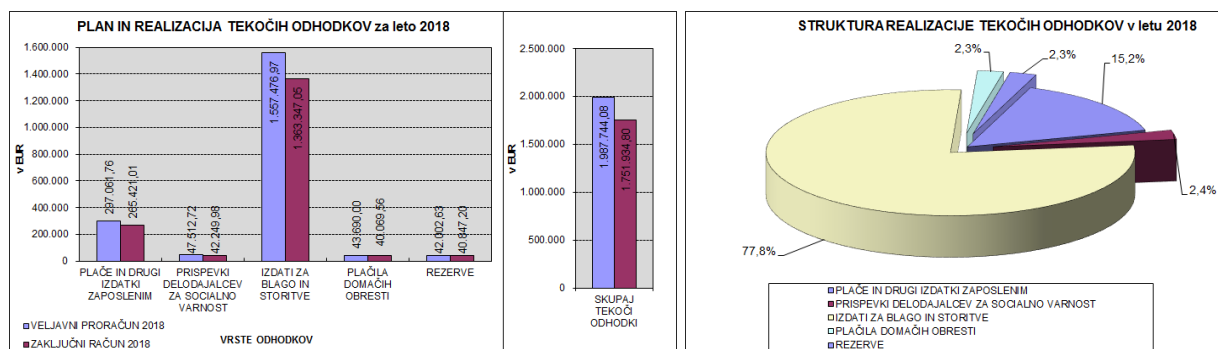 PLAN IN REALIZACIJA TEKOČIH ODHODKOV za leto 2018
v EUR
1.600.000
1.400.000
1.200.000
1.000.000
800.000
600.000
400.000
200.000
0
297.061,76
265.421,01
47.512,72
42.249,98
1.557.476,97
1.363.347,05
43.690,00
40.069,56
42.002,63
40.847,20
PLAČE IN DRUGI
IZDATKI
ZAPOSLENIM
PRISPEVKI
DELODAJALCEV
ZA SOCIALNO
VARNOST
IZDATI ZA
BLAGO IN
STORITVE
PLAČILA
DOMAČIH
OBRESTI
REZERVE
VELJAVNI PRORAČUN 2018
ZAKLJUČNI RAČUN 2018
VRSTE ODHODKOV
v EUR
2.500.000
2.000.000
1.500.000
1.000.000
500.000
0
1.987.744,08
1.751.934,80
SKUPAJ
TEKOČI
ODHODKI
STRUKTURA REALIZACIJE TEKOČIH ODHODKOV v letu 2018
2,3%
2,3%
15,2%
2,4%
77,8%
PLAČE IN DRUGI IZDATKI ZAPOSLENIM
PRISPEVKI DELODAJALCEV ZA SOCIALNO VARNOST
IZDATI ZA BLAGO IN STORITVE
PLAČILA DOMAČIH OBRESTI
REZERVE